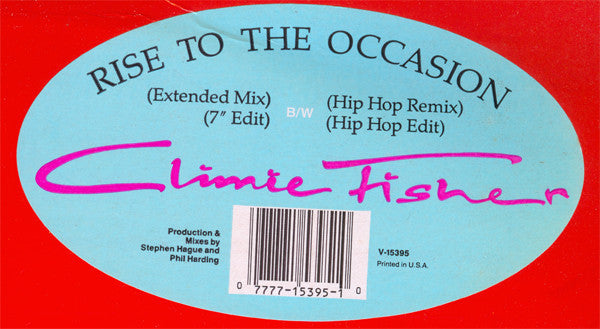 RISE TO THE OCCASION
(Extended Mix) B/W (Hip Hop Remix)
(7" Edit) (Hip Hop Edit)
Climie Fisher
Production &
Mixes by
Stephen Hague and
Phil Harding
V-15395
Printed in U.S.A.
0 7777-15395-1 0